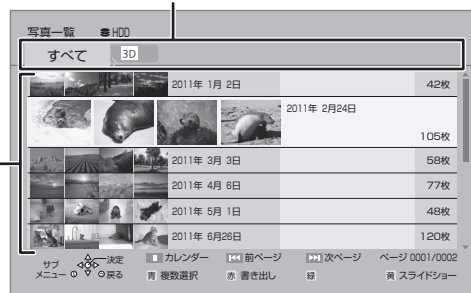 写真一覧 HDD
すべて 3D
2011年 1月 2日 42枚
2011年 2月24日
105枚
2011年 3月 3日 58枚
2011年 4月 6日 77枚
2011年 5月 1日 48枚
2011年 6月26日 120枚
サブメニュー 決定 戻る カレンダー 前ページ 次ページ ページ 0001/0002
青 複数選択 赤 書き出し 緑 黄 スライドショー